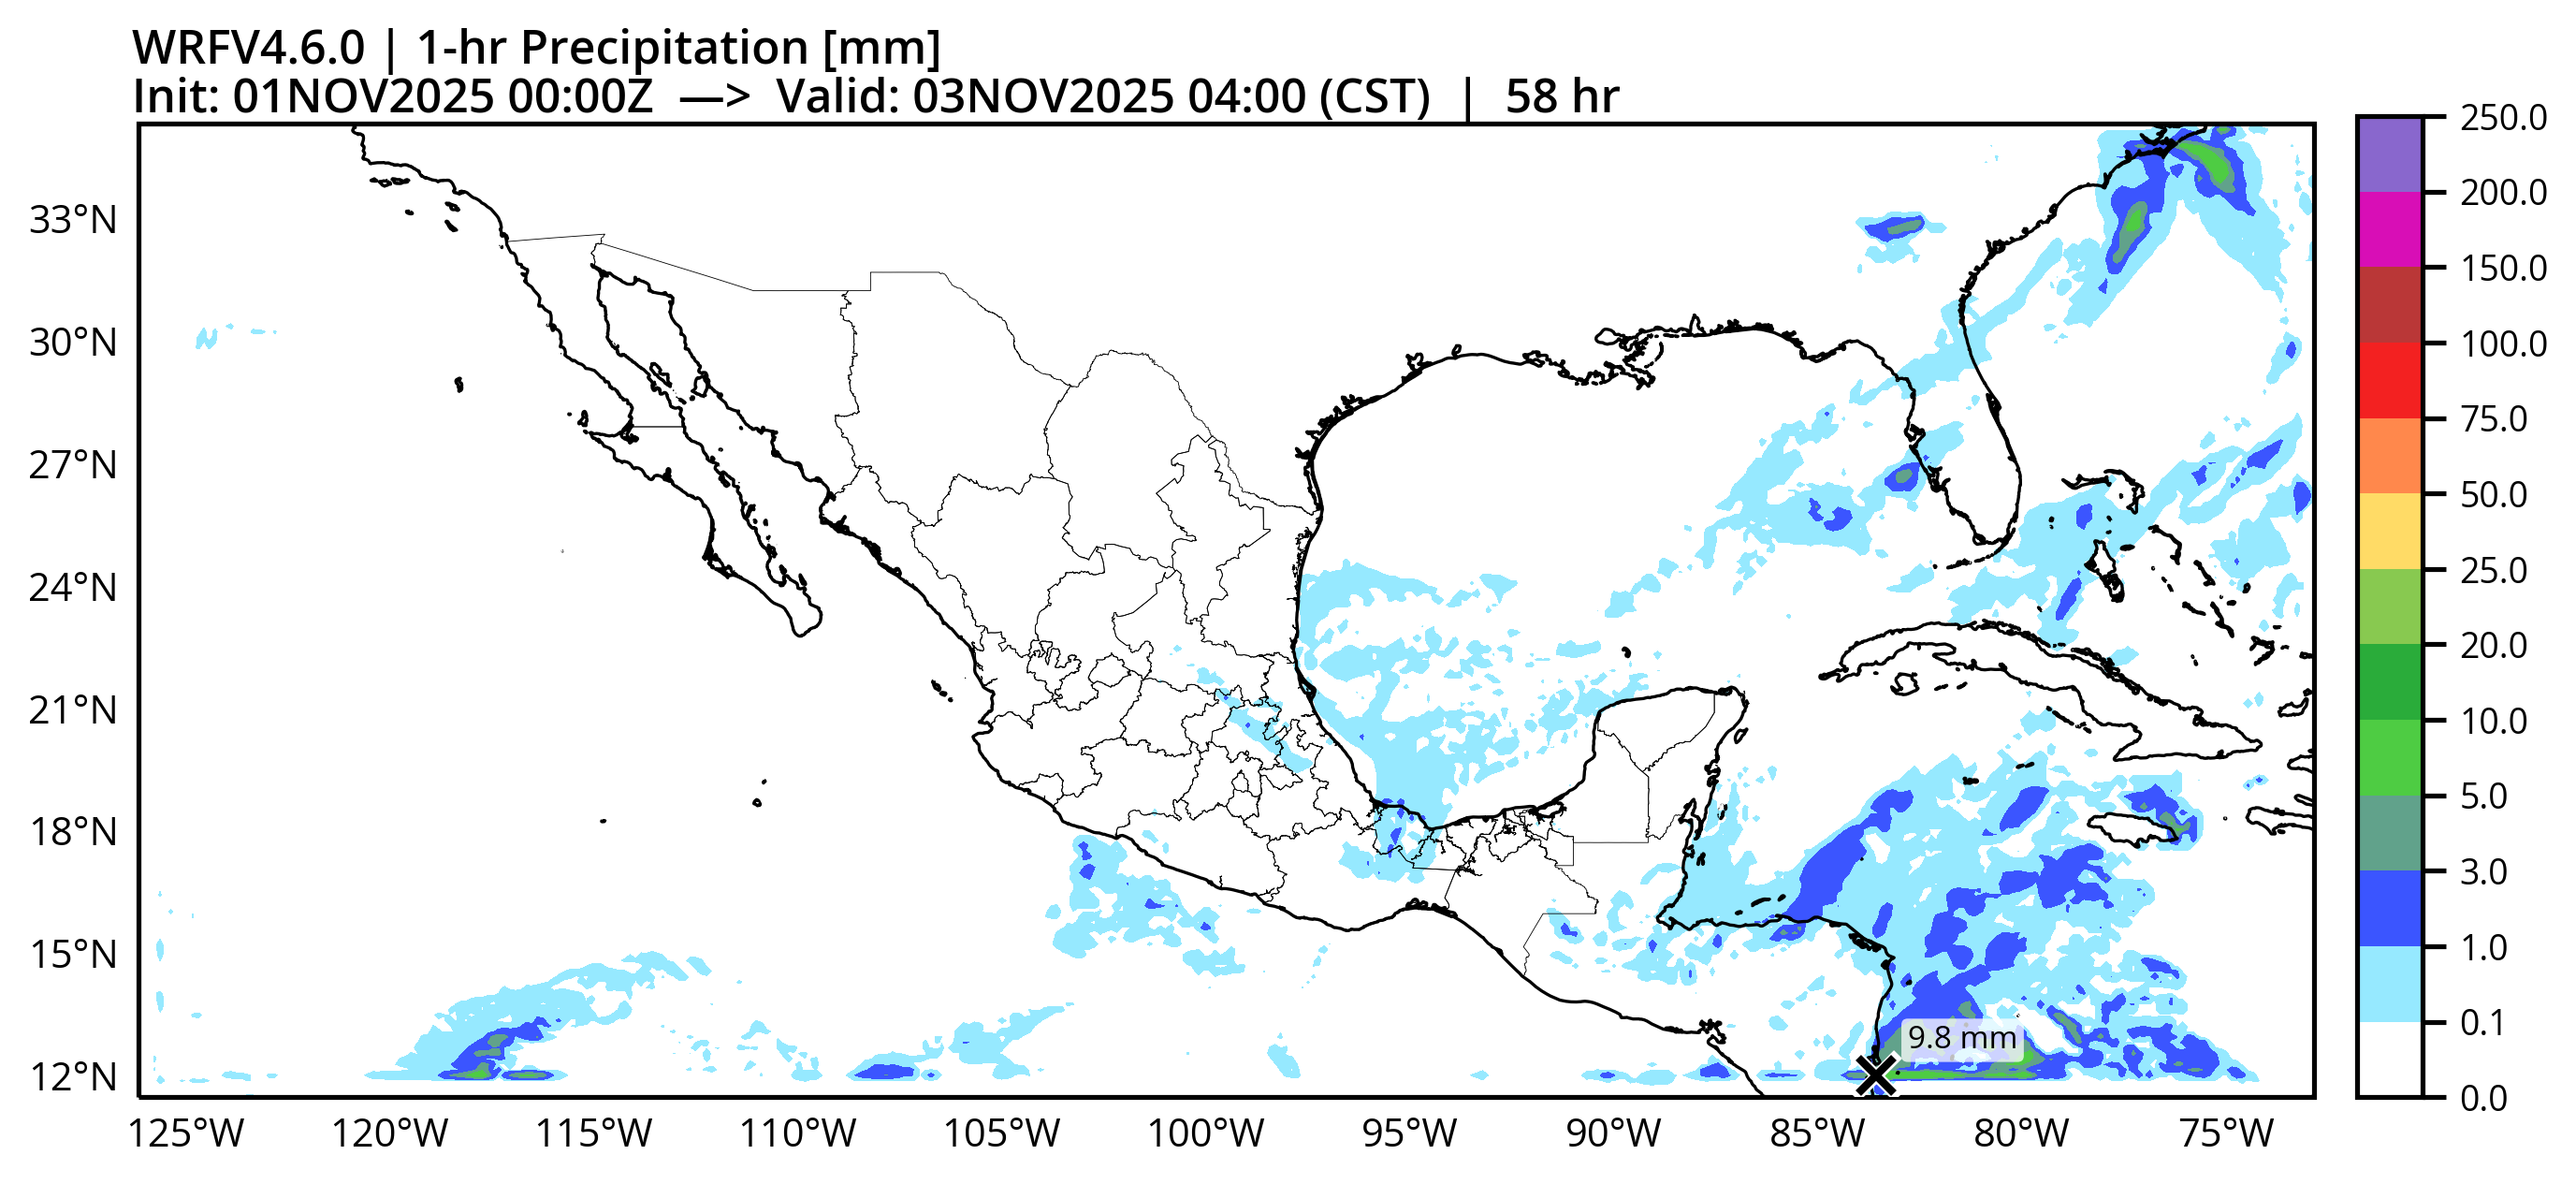 WRFV4.6.0 | 1-hr Precipitation [mm]
Init: 01NOV2025 00:00Z —> Valid: 03NOV2025 04:00 (CST) | 58 hr
33°N
30°N
27°N
24°N
21°N
18°N
15°N
12°N
125°W 120°W 115°W 110°W 105°W 100°W 95°W 90°W 85°W 80°W 75°W
9.8 mm
250.0
200.0
150.0
100.0
75.0
50.0
25.0
20.0
10.0
5.0
3.0
1.0
0.1
0.0